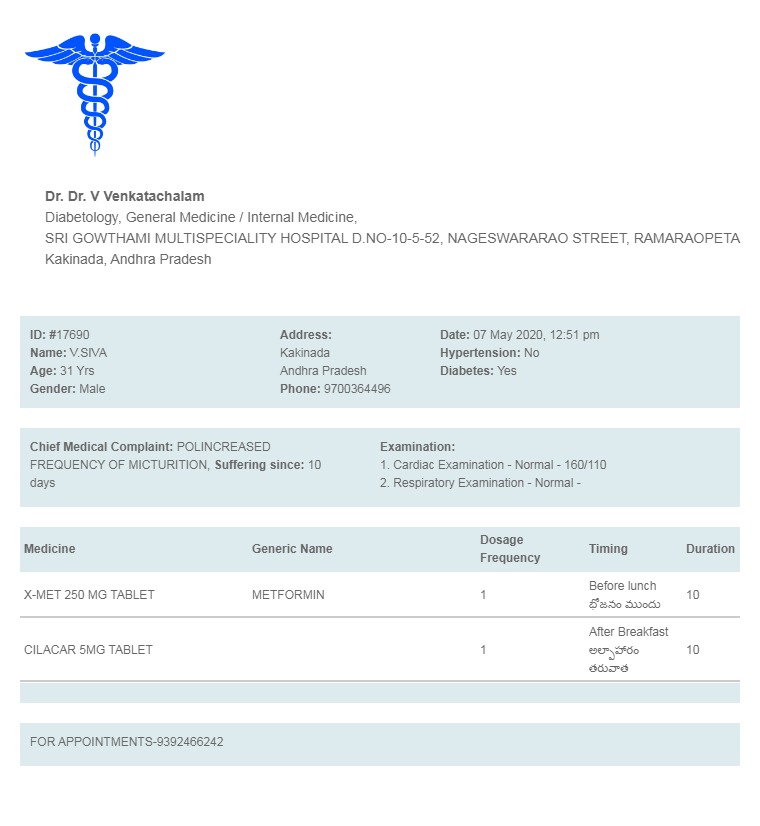 Dr. Dr. V Venkatachalam
Diabetology, General Medicine / Internal Medicine,
SRI GOWTHAMI MULTISPECIALITY HOSPITAL D.NO-10-5-52, NAGESWARARAO STREET, RAMARAOPETA
Kakinada, Andhra Pradesh
ID: #17690
Name: V.SIVA
Age: 31 Yrs
Gender: Male
Address:
Kakinada
Andhra Pradesh
Phone: 9700364496
Date: 07 May 2020, 12:51 pm
Hypertension: No
Diabetes: Yes
Chief Medical Complaint: POLINCREASED
FREQUENCY OF MICTURITION, Suffering since: 10
days
Examination:
1. Cardiac Examination - Normal - 160/110
2. Respiratory Examination - Normal -
Medicine Generic Name Dosage Frequency Timing Duration
X-MET 250 MG TABLET METFORMIN 1 Before lunch 10
భోజనం ముందు
CILACAR 5MG TABLET 1 After Breakfast 10
అల్పాహారం
తరువాత
FOR APPOINTMENTS-9392466242